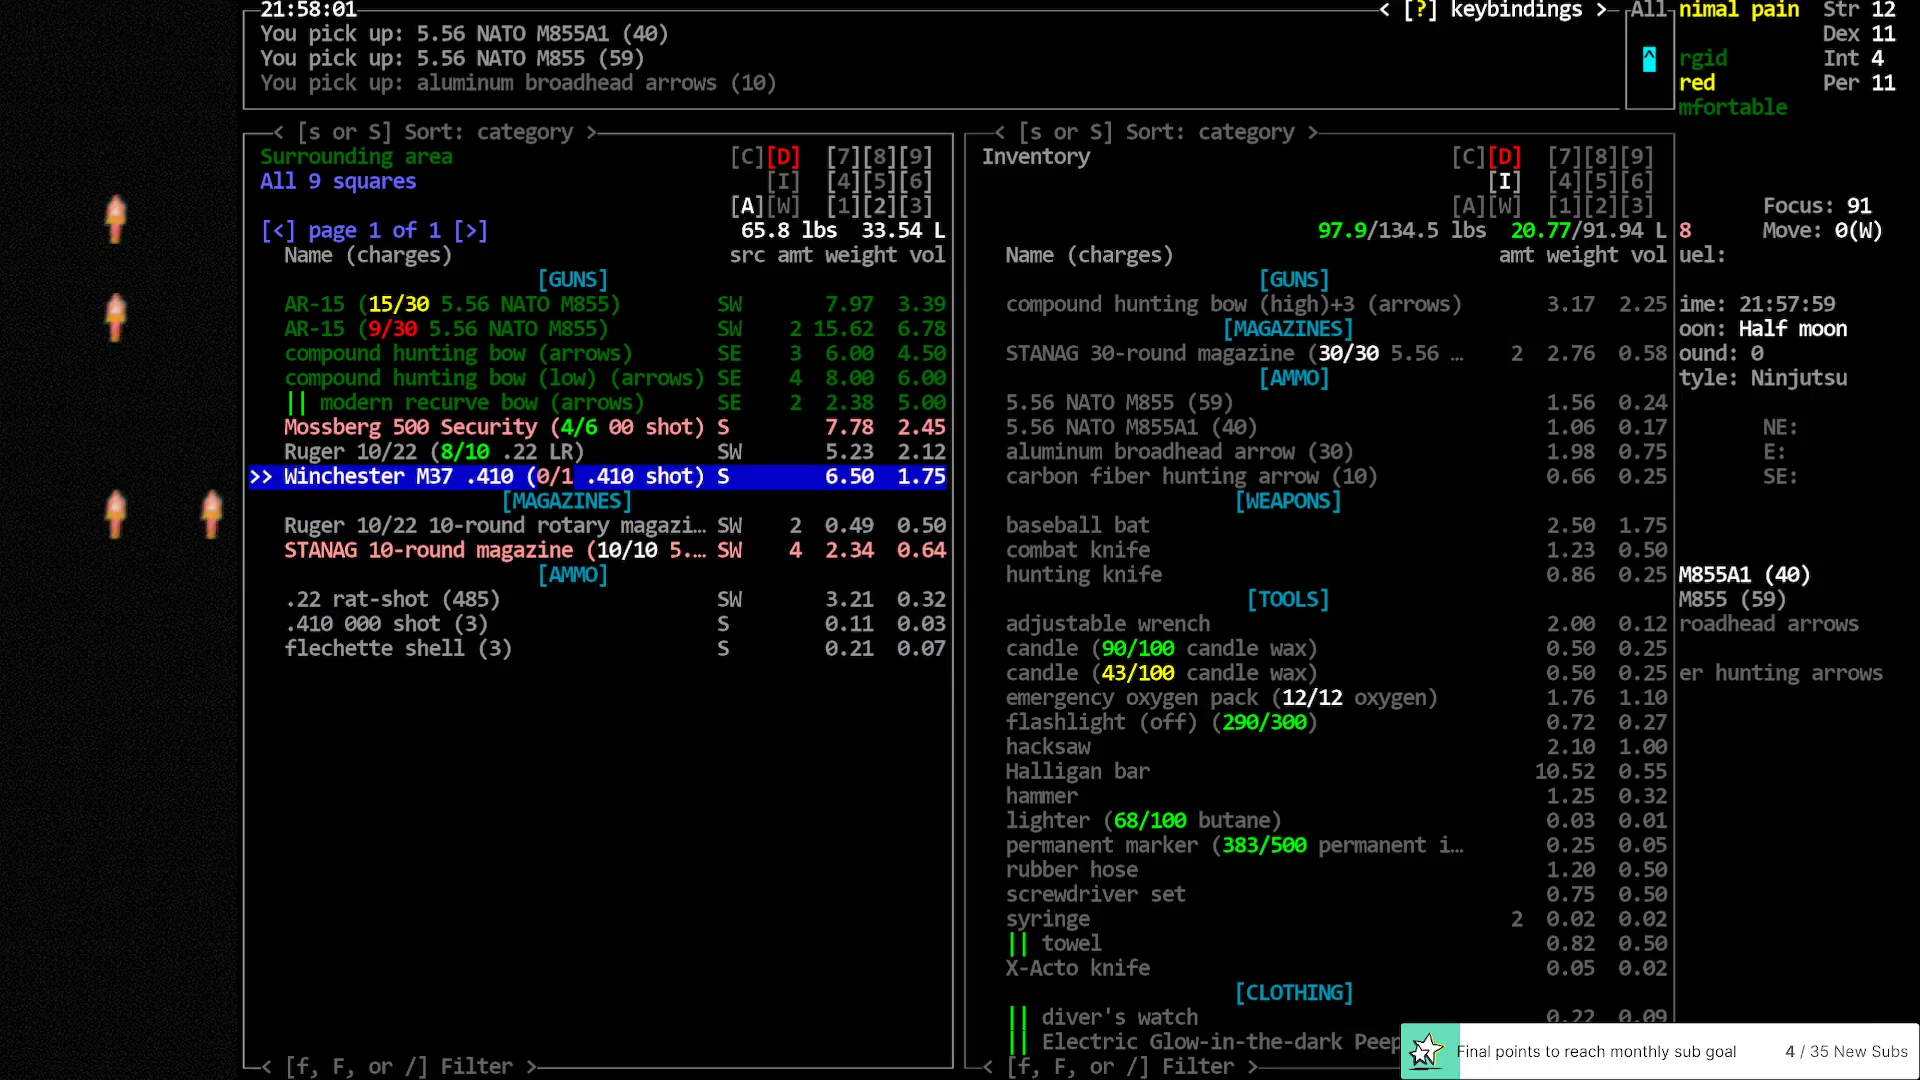 21:58:01
< [?] keybindings >
You pick up: 5.56 NATO M855A1 (40)
You pick up: 5.56 NATO M855 (59)
You pick up: aluminum broadhead arrows (10)
All
^
nimal pain Str 12
Dex 11
rgid Int 4
red Per 11
mfortable
< [s or S] Sort: category >
Surrounding area [C][D] [7][8][9]
All 9 squares [I] [4][5][6]
[A][W] [1][2][3]
[<] page 1 of 1 [>] 65.8 lbs 33.54 L
Name (charges) src amt weight vol
[GUNS]
AR-15 (15/30 5.56 NATO M855) SW 7.97 3.39
AR-15 (9/30 5.56 NATO M855) SW 2 15.62 6.78
compound hunting bow (arrows) SE 3 6.00 4.50
compound hunting bow (low) (arrows) SE 4 8.00 6.00
|| modern recurve bow (arrows) SE 2 2.38 5.00
Mossberg 500 Security (4/6 00 shot) S 7.78 2.45
Ruger 10/22 (8/10 .22 LR) SW 5.23 2.12
>> Winchester M37 .410 (0/1 .410 shot) S 6.50 1.75
[MAGAZINES]
Ruger 10/22 10-round rotary magazi… SW 2 0.49 0.50
STANAG 10-round magazine (10/10 5.… SW 4 2.34 0.64
[AMMO]
.22 rat-shot (485) SW 3.21 0.32
.410 000 shot (3) S 0.11 0.03
flechette shell (3) S 0.21 0.07
< [f, F, or /] Filter >
< [s or S] Sort: category >
Inventory [C][D] [7][8][9]
[I] [4][5][6]
[A][W] [1][2][3]
97.9/134.5 lbs 20.77/91.94 L
Name (charges) amt weight vol
[GUNS]
compound hunting bow (high)+3 (arrows) 3.17 2.25
[MAGAZINES]
STANAG 30-round magazine (30/30 5.56 … 2 2.76 0.58
[AMMO]
5.56 NATO M855 (59) 1.56 0.24
5.56 NATO M855A1 (40) 1.06 0.17
aluminum broadhead arrow (30) 1.98 0.75
carbon fiber hunting arrow (10) 0.66 0.25
[WEAPONS]
baseball bat 2.50 1.75
combat knife 1.23 0.50
hunting knife 0.86 0.25
[TOOLS]
adjustable wrench 2.00 0.12
candle (90/100 candle wax) 0.50 0.25
candle (43/100 candle wax) 0.50 0.25
emergency oxygen pack (12/12 oxygen) 1.76 1.10
flashlight (off) (290/300) 0.72 0.27
hacksaw 2.10 1.00
Halligan bar 10.52 0.55
hammer 1.25 0.32
lighter (68/100 butane) 0.03 0.01
permanent marker (383/500 permanent i… 0.25 0.05
rubber hose 1.20 0.50
screwdriver set 0.75 0.50
syringe 2 0.02 0.02
|| towel 0.82 0.50
X-Acto knife 0.05 0.02
[CLOTHING]
|| diver's watch 0.22 0.09
|| Electric Glow-in-the-dark Peep
< [f, F, or /] Filter >
Focus: 91
8 Move: 0(W)
uel:
ime: 21:57:59
oon: Half moon
ound: 0
tyle: Ninjutsu
NE:
E:
SE:
M855A1 (40)
M855 (59)
roadhead arrows
er hunting arrows
Final points to reach monthly sub goal 4 / 35 New Subs